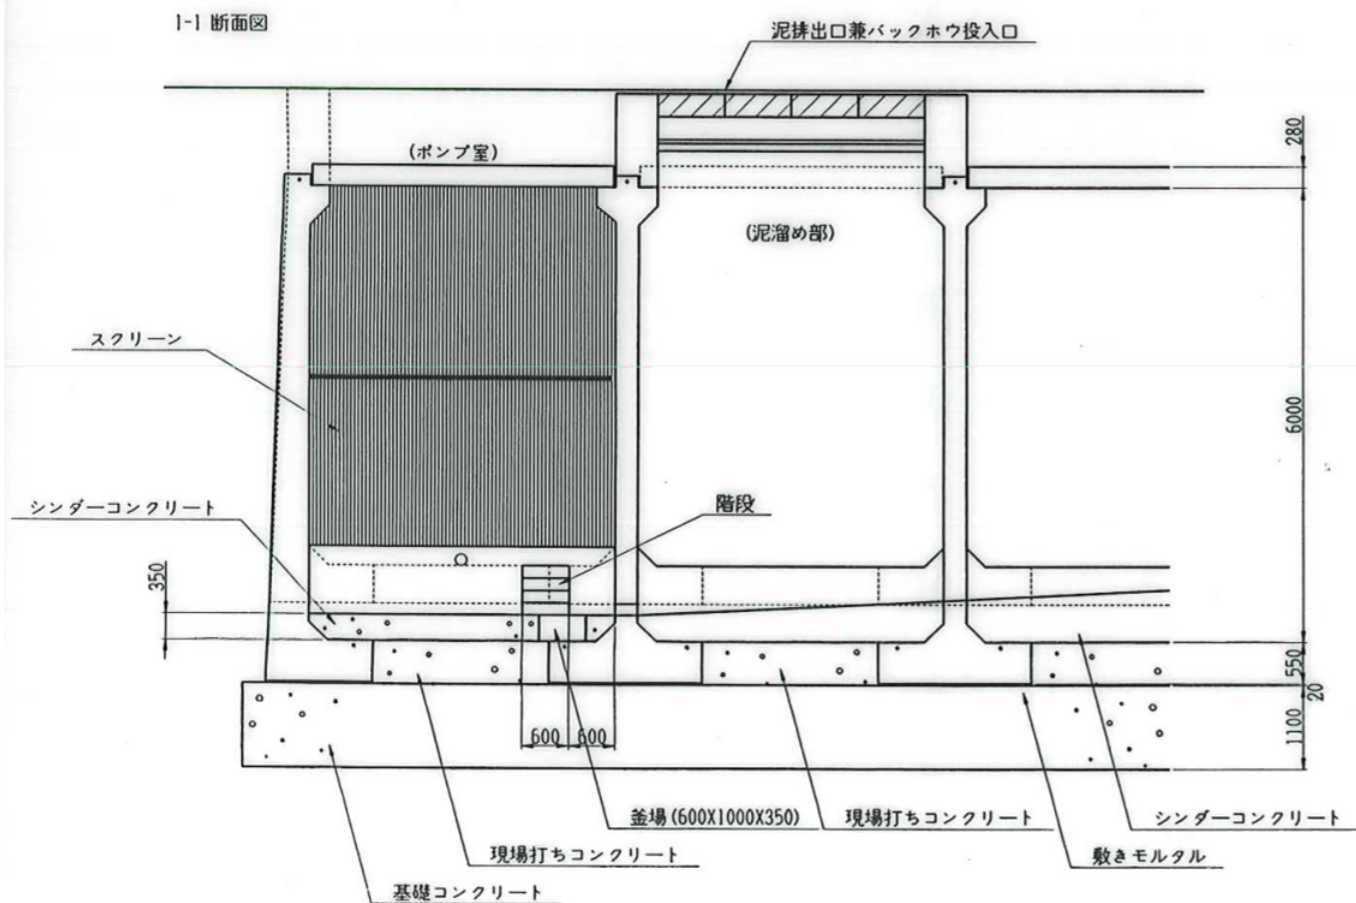 1-1 断面図
泥排出口兼バックホウ投入口
(ポンプ室)
280
(泥溜め部)
スクリーン
6000
シンダーコンクリート
階段
350
550
20
600
600
1100
釜場(600X1000X350)
現場打ちコンクリート
シンダーコンクリート
現場打ちコンクリート
敷きモルタル
基礎コンクリート